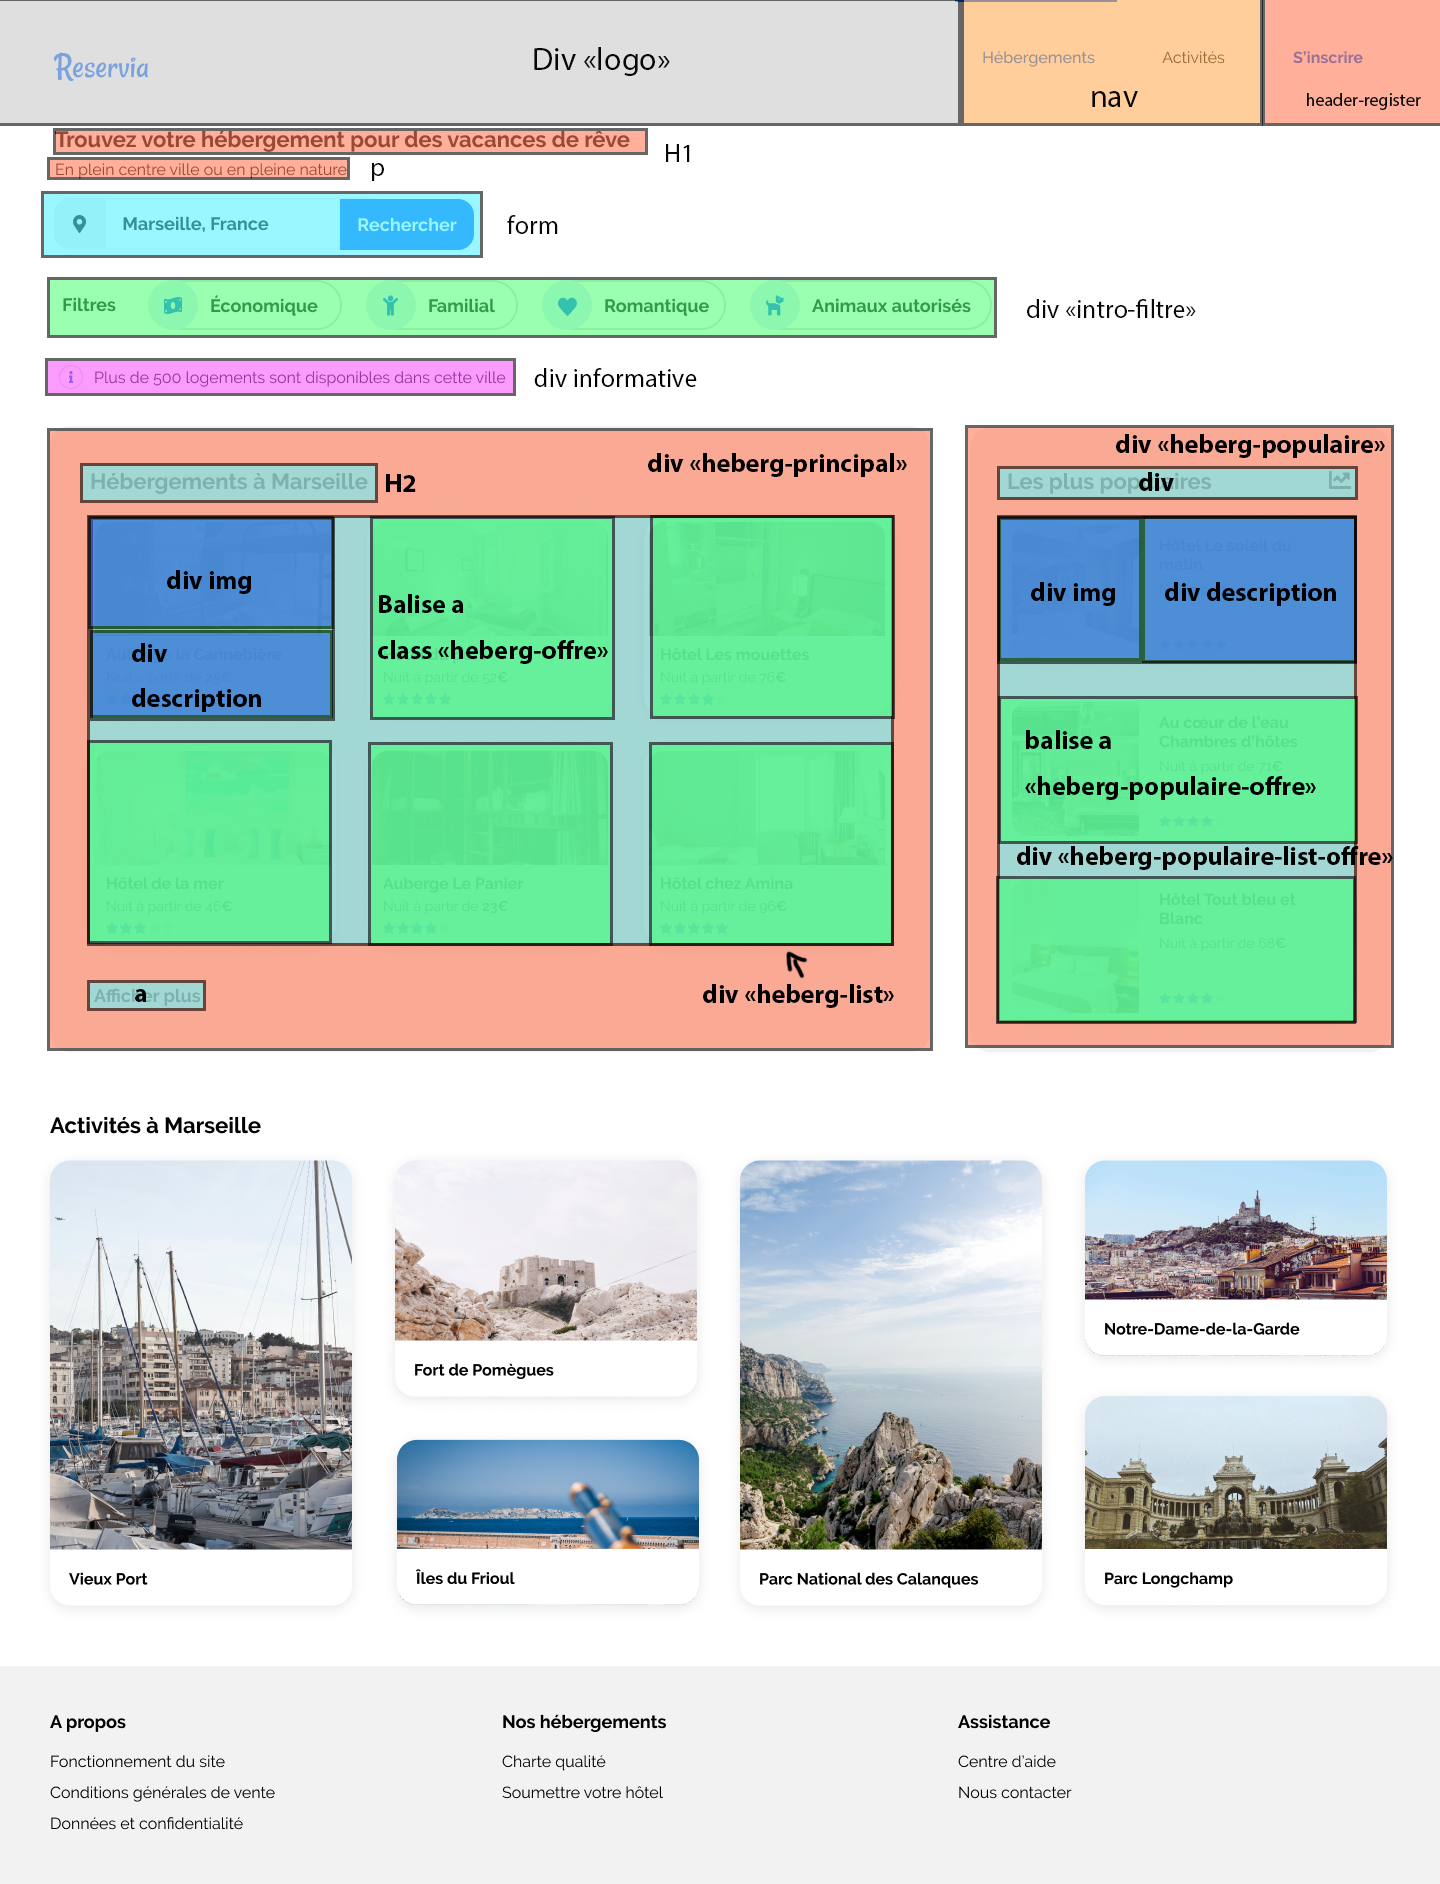 Reservia
Div «logo»
Hébergements
Activités
S'inscrire
nav
header-register
Trouvez votre hébergement pour des vacances de rêve
H1
En plein centre ville ou en pleine nature
p
Marseille, France
Rechercher
form
Filtres
Économique
Familial
Romantique
Animaux autorisés
div «intro-filtre»
Plus de 500 logements sont disponibles dans cette ville
div informative
div «heberg-principal»
Hébergements à Marseille
H2
div img
div
description
Nuit à partir de 25€
Balise a
class «heberg-offre»
Nuit à partir de 52€
Hôtel Les mouettes
Nuit à partir de 76€
Hôtel de la mer
Nuit à partir de 46€
Auberge Le Panier
Nuit à partir de 23€
Hôtel chez Amina
Nuit à partir de 96€
Afficher plus
a
div «heberg-list»
div «heberg-populaire»
Les plus populaires
div
div img
Hôtel Le soleil du
matin
div description
Au cœur de l'eau
Chambres d'hôtes
Nuit à partir de 71€
balise a
«heberg-populaire-offre»
div «heberg-populaire-list-offre»
Hôtel Tout bleu et
Blanc
Nuit à partir de 68€
Activités à Marseille
Vieux Port
Fort de Pomègues
Îles du Frioul
Parc National des Calanques
Notre-Dame-de-la-Garde
Parc Longchamp
A propos
Fonctionnement du site
Conditions générales de vente
Données et confidentialité
Nos hébergements
Charte qualité
Soumettre votre hôtel
Assistance
Centre d'aide
Nous contacter